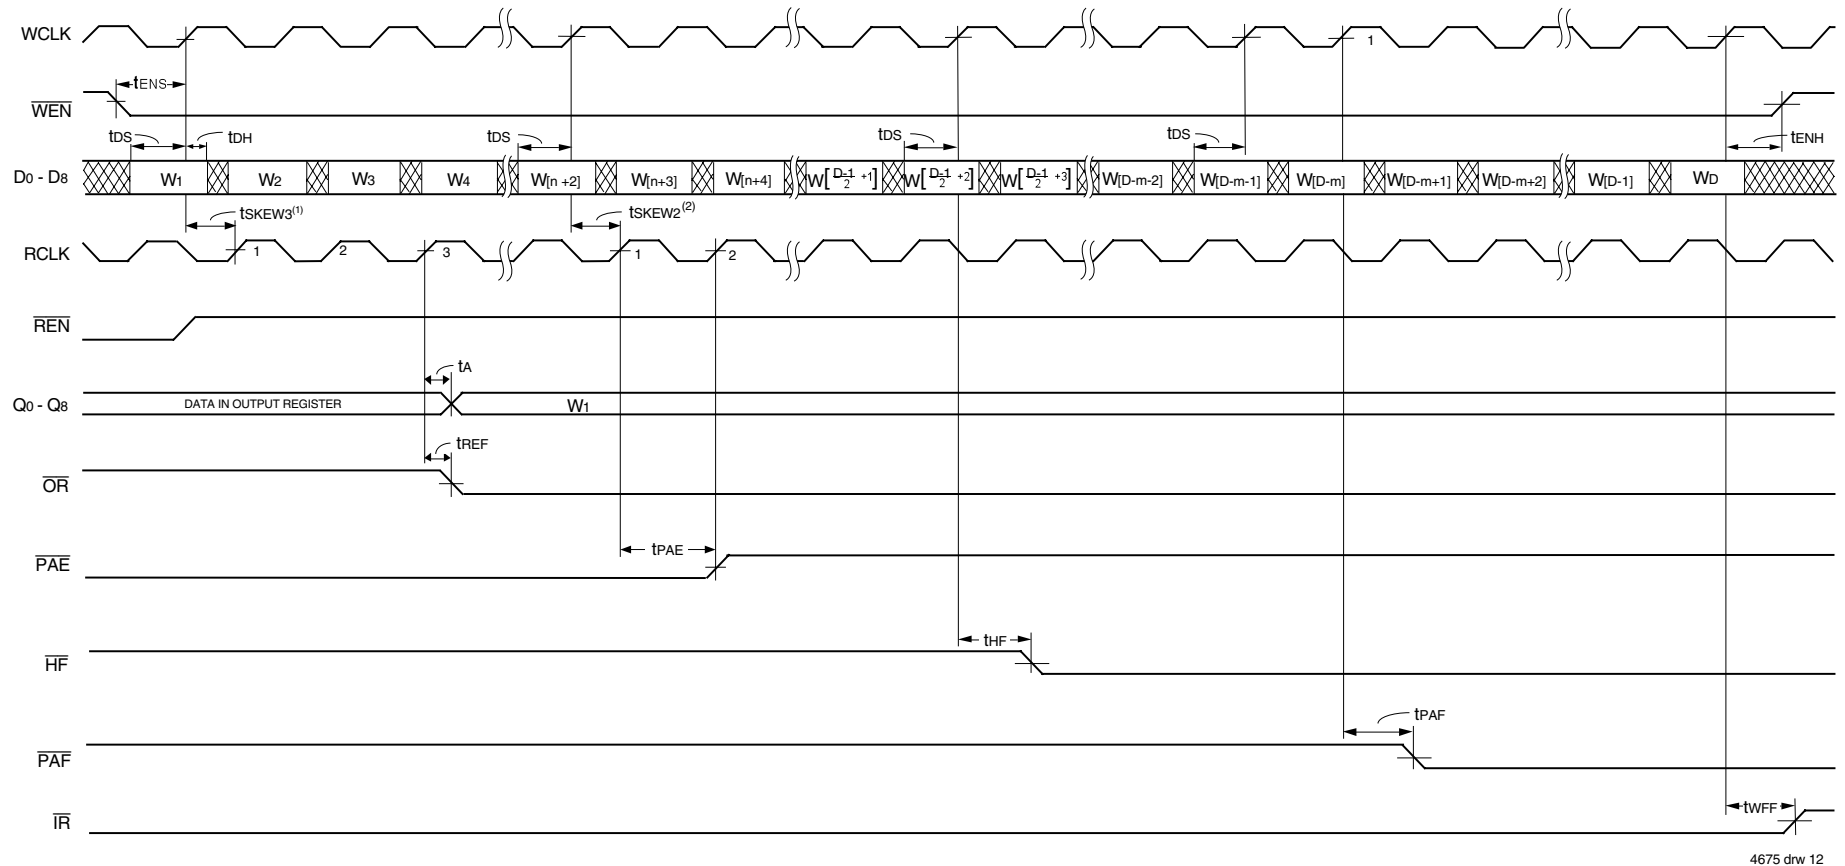 WCLK
1
tENS
WEN
tDS
tDH
tDS
tDS
tDS
tENH
D0 - D8
W1
W2
W3
W4
W[n +2]
W[n+3]
W[n+4]
W[D-1/2 +1]
W[D-1/2 +2]
W[D-1/2 +3]
W[D-m-2]
W[D-m-1]
W[D-m]
W[D-m+1]
W[D-m+2]
W[D-1]
WD
tSKEW3(1)
tSKEW2(2)
RCLK
1
2
3
1
2
REN
tA
Q0 - Q8
DATA IN OUTPUT REGISTER
W1
tREF
OR
tPAE
PAE
tHF
HF
tPAF
PAF
tWFF
IR
4675 drw 12